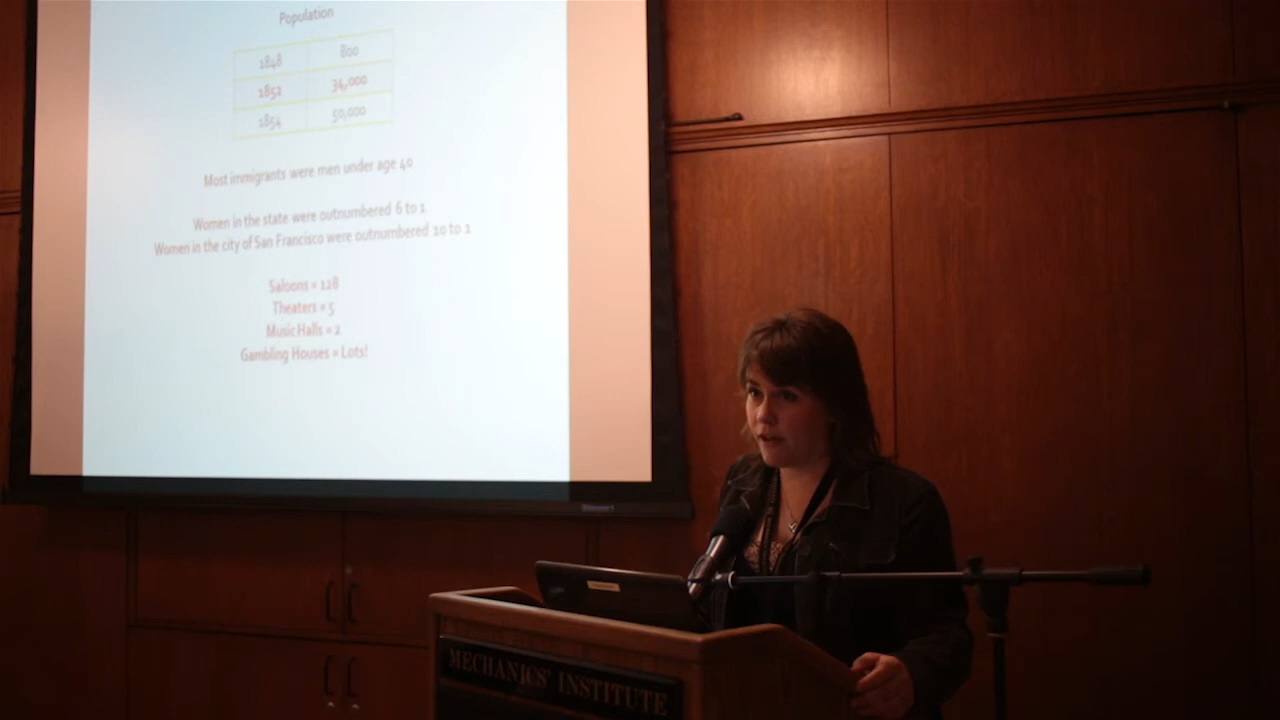 Population
1848 800
1852 34,000
1854 50,000
Most immigrants were men under age 40
Women in the state were outnumbered 6 to 1
Women in the city of San Francisco were outnumbered 10 to 1
Saloons = 128
Theaters = 5
Music Halls = 2
Gambling Houses = Lots!
MECHANICS' INSTITUTE